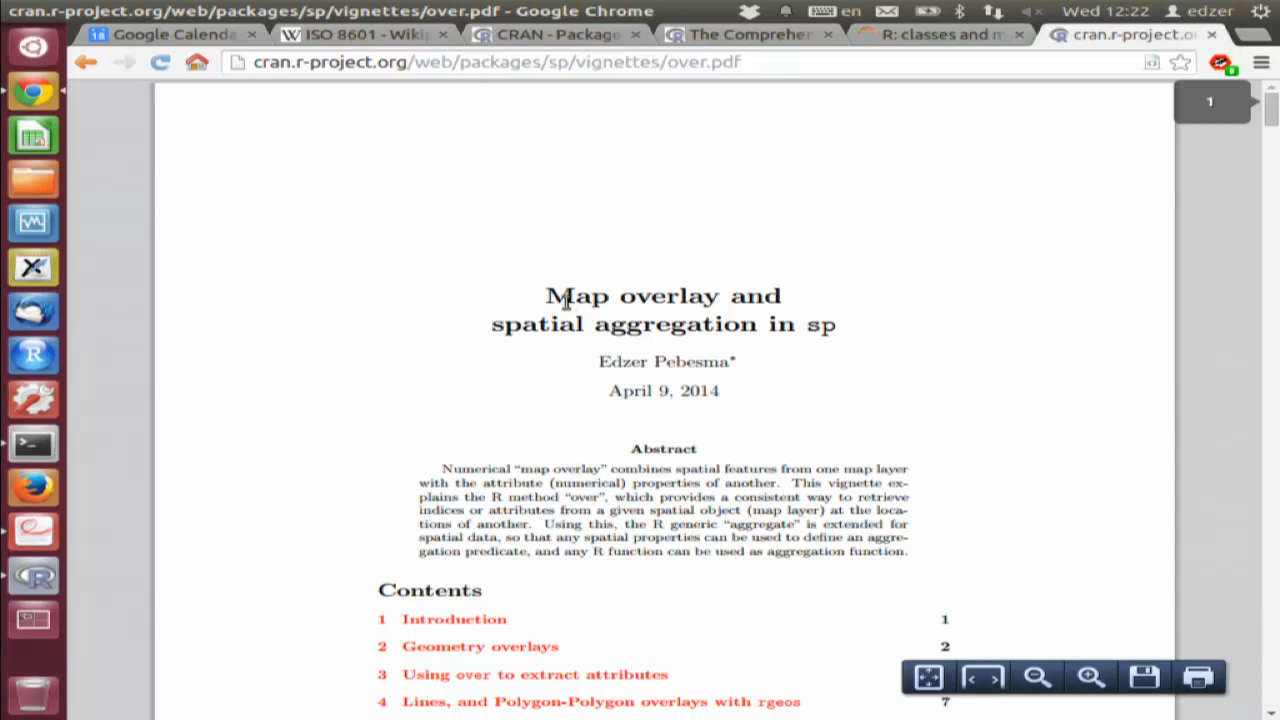 cran.r-project.org/web/packages/sp/vignettes/over.pdf - Google Chrome
en
Wed 12:22
edzer
18
Google Calenda
W ISO 8601 - Wikip
CRAN - Package
The Comprehen
R: classes and m
cran.r-project.o
cran.r-project.org/web/packages/sp/vignettes/over.pdf
1
Map overlay and
spatial aggregation in sp
Edzer Pebesma*
April 9, 2014
Abstract
Numerical “map overlay” combines spatial features from one map layer
with the attribute (numerical) properties of another. This vignette ex-
plains the R method “over”, which provides a consistent way to retrieve
indices or attributes from a given spatial object (map layer) at the loca-
tions of another. Using this, the R generic “aggregate” is extended for
spatial data, so that any spatial properties can be used to define an aggre-
gation predicate, and any R function can be used as aggregation function.
Contents
1 Introduction 1
2 Geometry overlays 2
3 Using over to extract attributes
4 Lines, and Polygon-Polygon overlays with rgeos 7